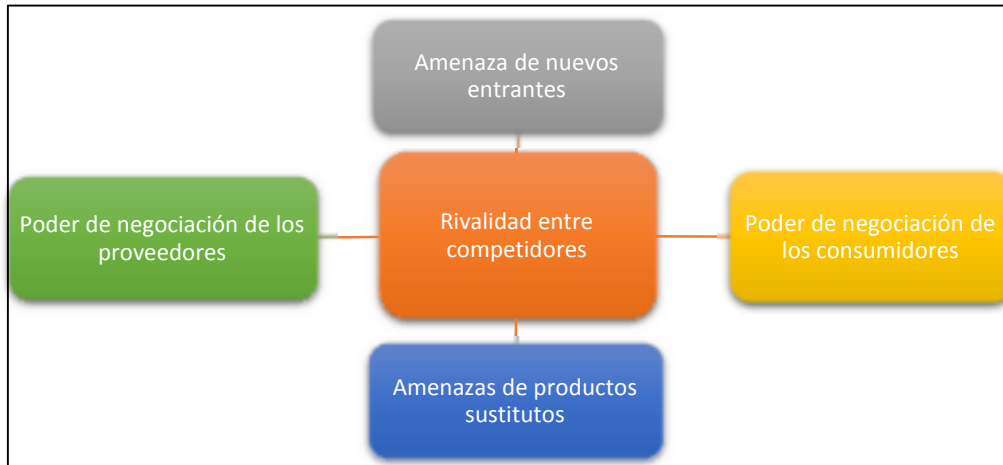 Amenaza de nuevos
entrantes
Poder de negociación de los
proveedores
Rivalidad entre
competidores
Poder de negociación de
los consumidores
Amenazas de productos
sustitutos